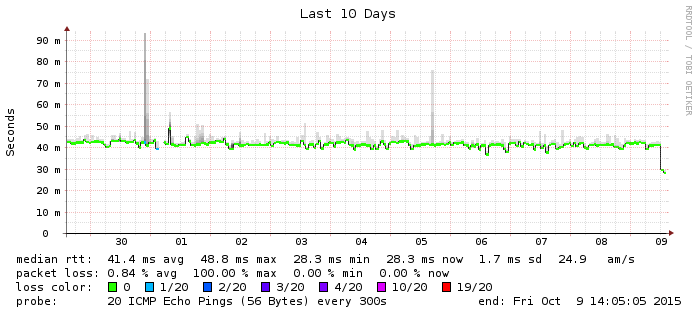 Last 10 Days
RRDTOOL / TOBI OETIKER
Seconds
90 m
80 m
70 m
60 m
50 m
40 m
30 m
20 m
10 m
0
30 01 02 03 04 05 06 07 08 09
median rtt: 41.4 ms avg 48.8 ms max 28.3 ms min 28.3 ms now 1.7 ms sd 24.9 am/s
packet loss: 0.84 % avg 100.00 % max 0.00 % min 0.00 % now
loss color: 0 1/20 2/20 3/20 4/20 10/20 19/20
probe: 20 ICMP Echo Pings (56 Bytes) every 300s end: Fri Oct 9 14:05:05 2015